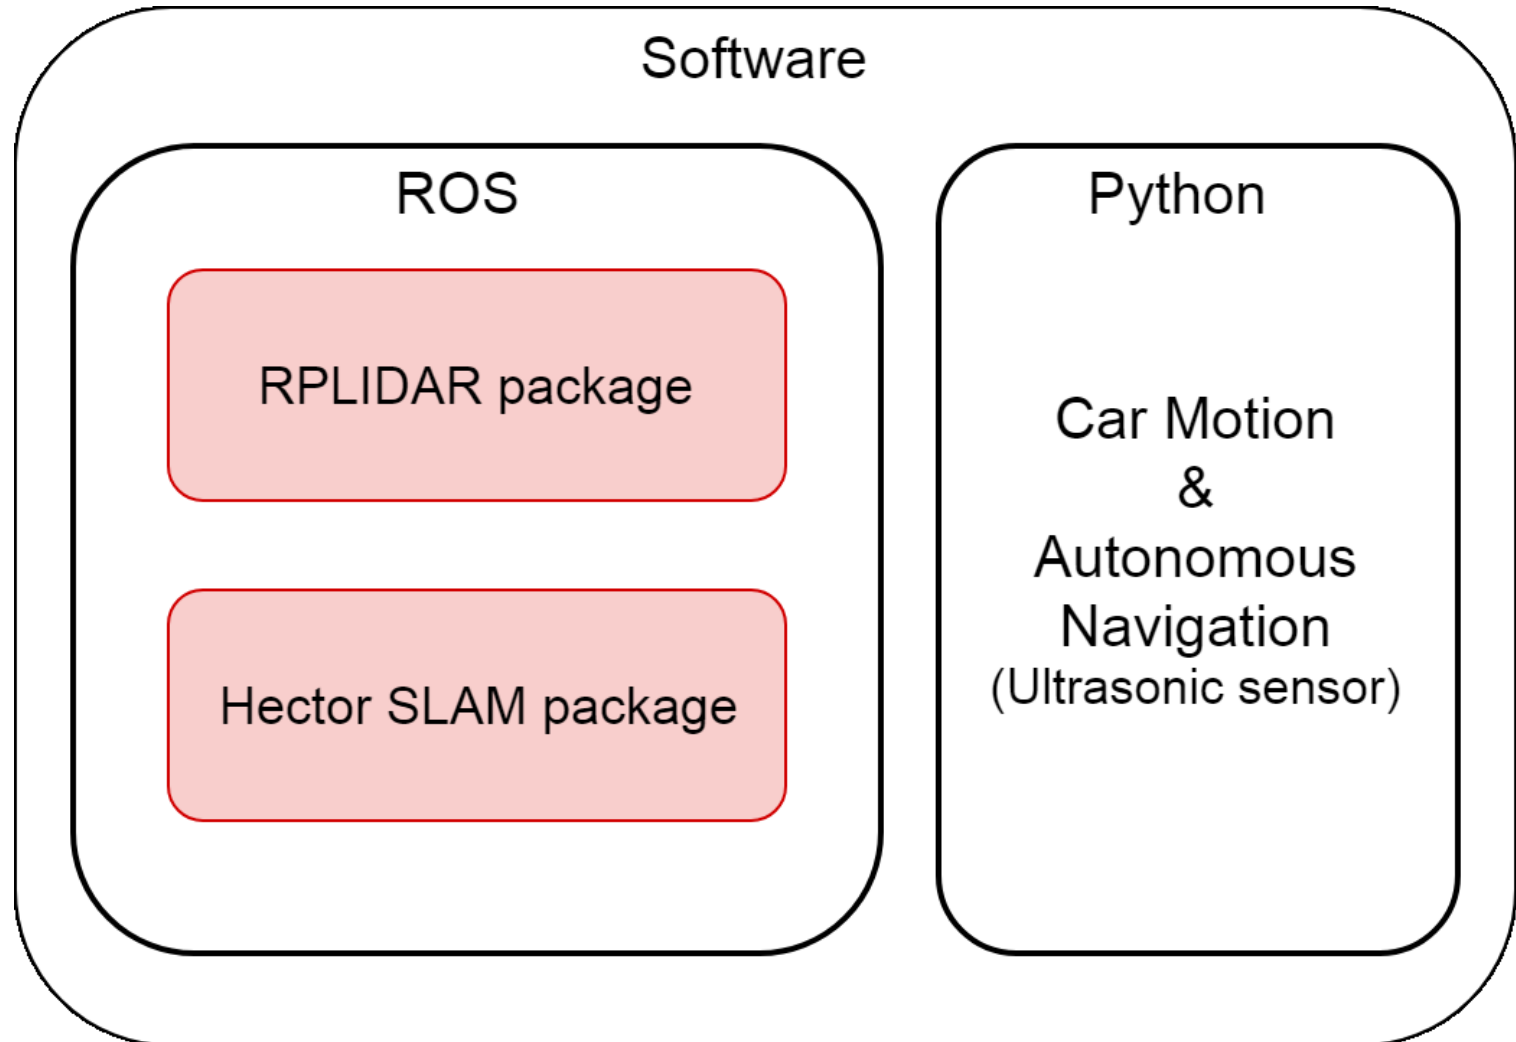 Software
ROS
RPLIDAR package
Hector SLAM package
Python
Car Motion
&
Autonomous
Navigation
(Ultrasonic sensor)